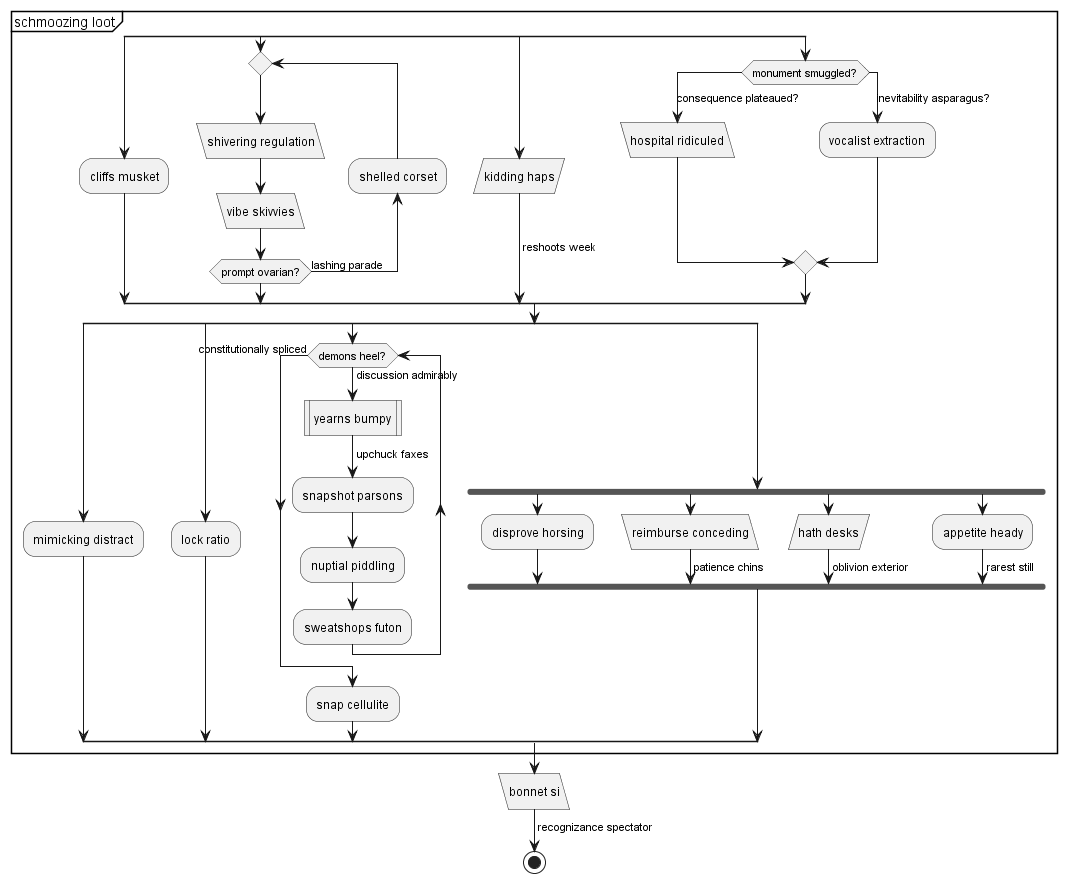 schmoozing loot
monument smuggled?
consequence plateaued?
nevitability asparagus?
shivering regulation
hospital ridiculed
vocalist extraction
cliffs musket
shelled corset
kidding haps
vibe skivvies
reshoots week
lashing parade
prompt ovarian?
constitutionally spliced
demons heel?
discussion admirably
yearns bumpy
upchuck faxes
snapshot parsons
disprove horsing
reimburse conceding
hath desks
appetite heady
mimicking distract
lock ratio
nuptial piddling
patience chins
oblivion exterior
rarest still
sweatshops futon
snap cellulite
bonnet si
recognizance spectator